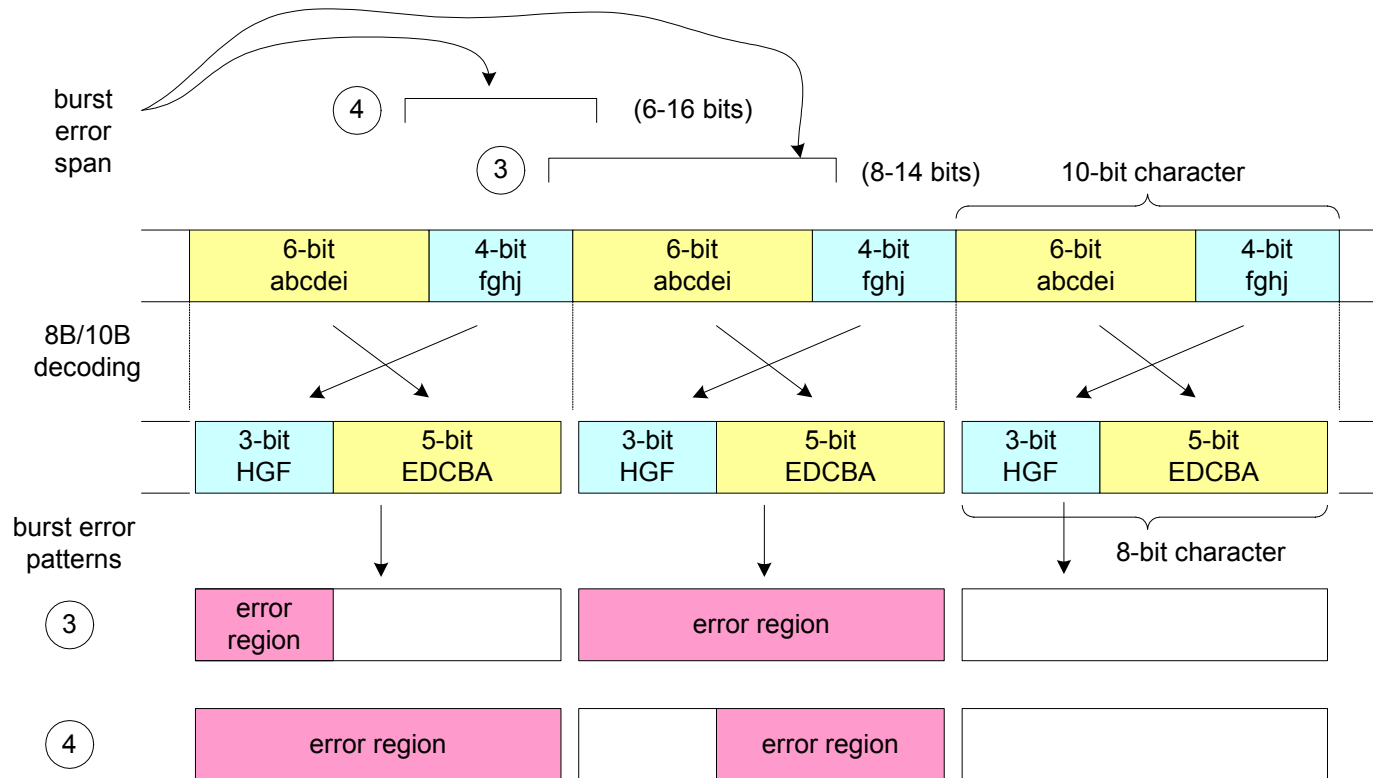 burst
error
span
4
(6-16 bits)
3
(8-14 bits)
10-bit character
6-bit
abcdei
4-bit
fghj
6-bit
abcdei
4-bit
fghj
6-bit
abcdei
4-bit
fghj
8B/10B
decoding
3-bit
HGF
5-bit
EDCBA
3-bit
HGF
5-bit
EDCBA
3-bit
HGF
5-bit
EDCBA
burst error
patterns
8-bit character
3
error
region
error region
4
error region
error region